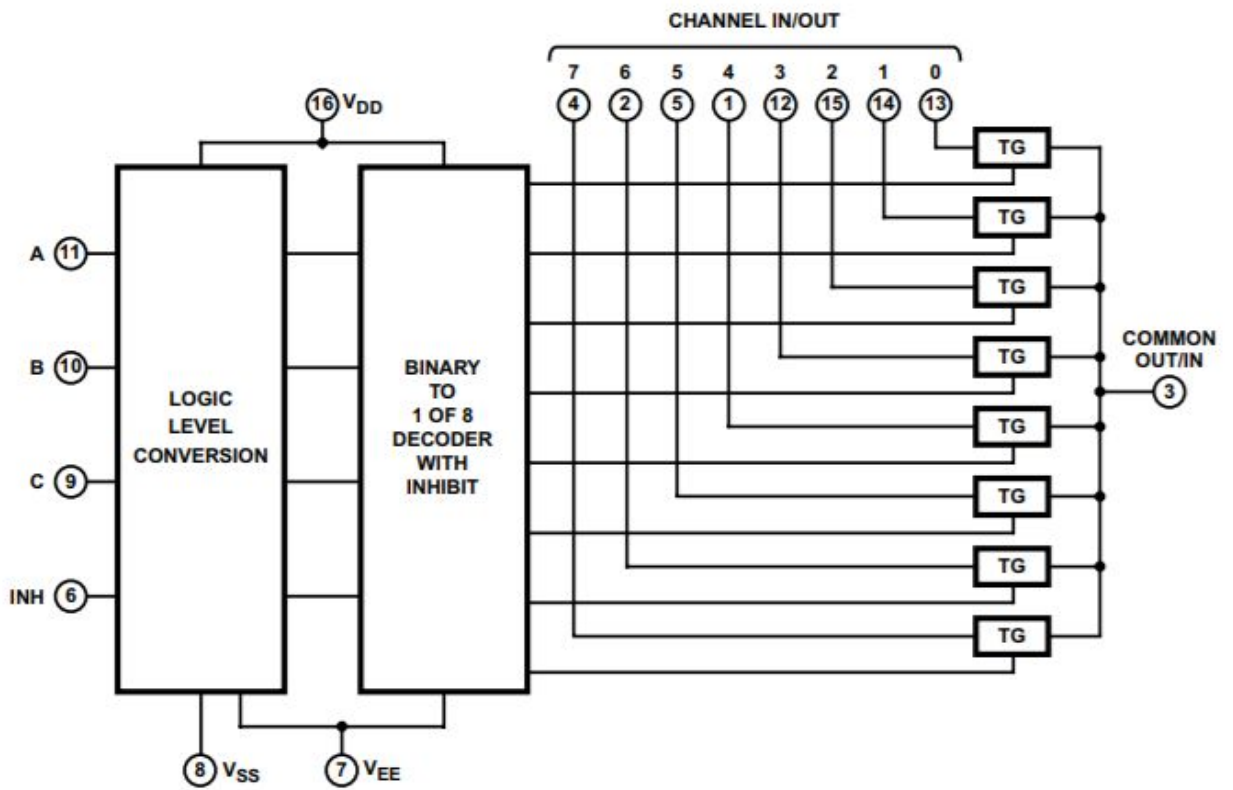 CHANNEL IN/OUT
7 6 5 4 3 2 1 0
4 2 5 1 12 15 14 13
16 VDD
TG
TG
TG
TG
TG
TG
TG
TG
A 11
B 10
C 9
INH 6
LOGIC
LEVEL
CONVERSION
BINARY
TO
1 OF 8
DECODER
WITH
INHIBIT
COMMON
OUT/IN
3
8 VSS
7 VEE